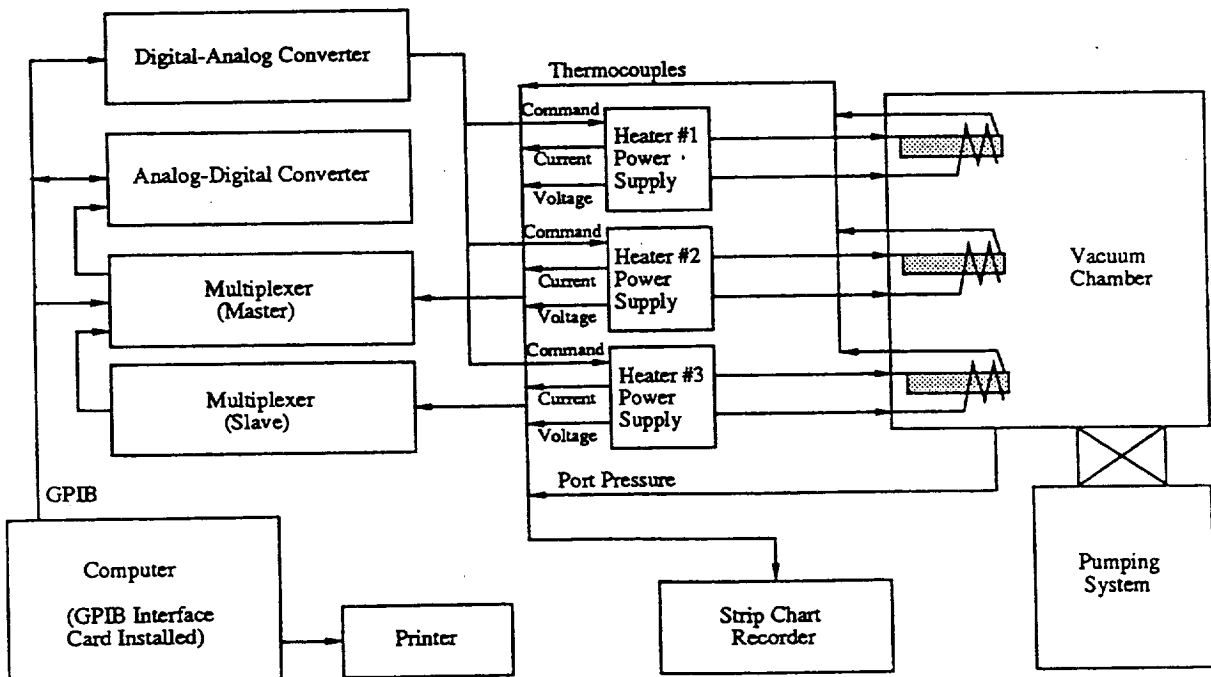 Digital-Analog Converter
Thermocouples
Command
Heater #1
Power
Supply
Current
Voltage
Analog-Digital Converter
Command
Heater #2
Power
Supply
Current
Voltage
Vacuum
Chamber
Multiplexer
(Master)
Command
Heater #3
Power
Supply
Current
Voltage
Multiplexer
(Slave)
Port Pressure
GPIB
Computer
(GPIB Interface
Card Installed)
Printer
Strip Chart
Recorder
Pumping
System